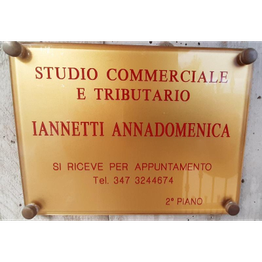 STUDIO COMMERCIALE
E TRIBUTARIO
IANNETTI ANNADOMENICA
SI RICEVE PER APPUNTAMENTO
Tel. 347 3244674
2° PIANO